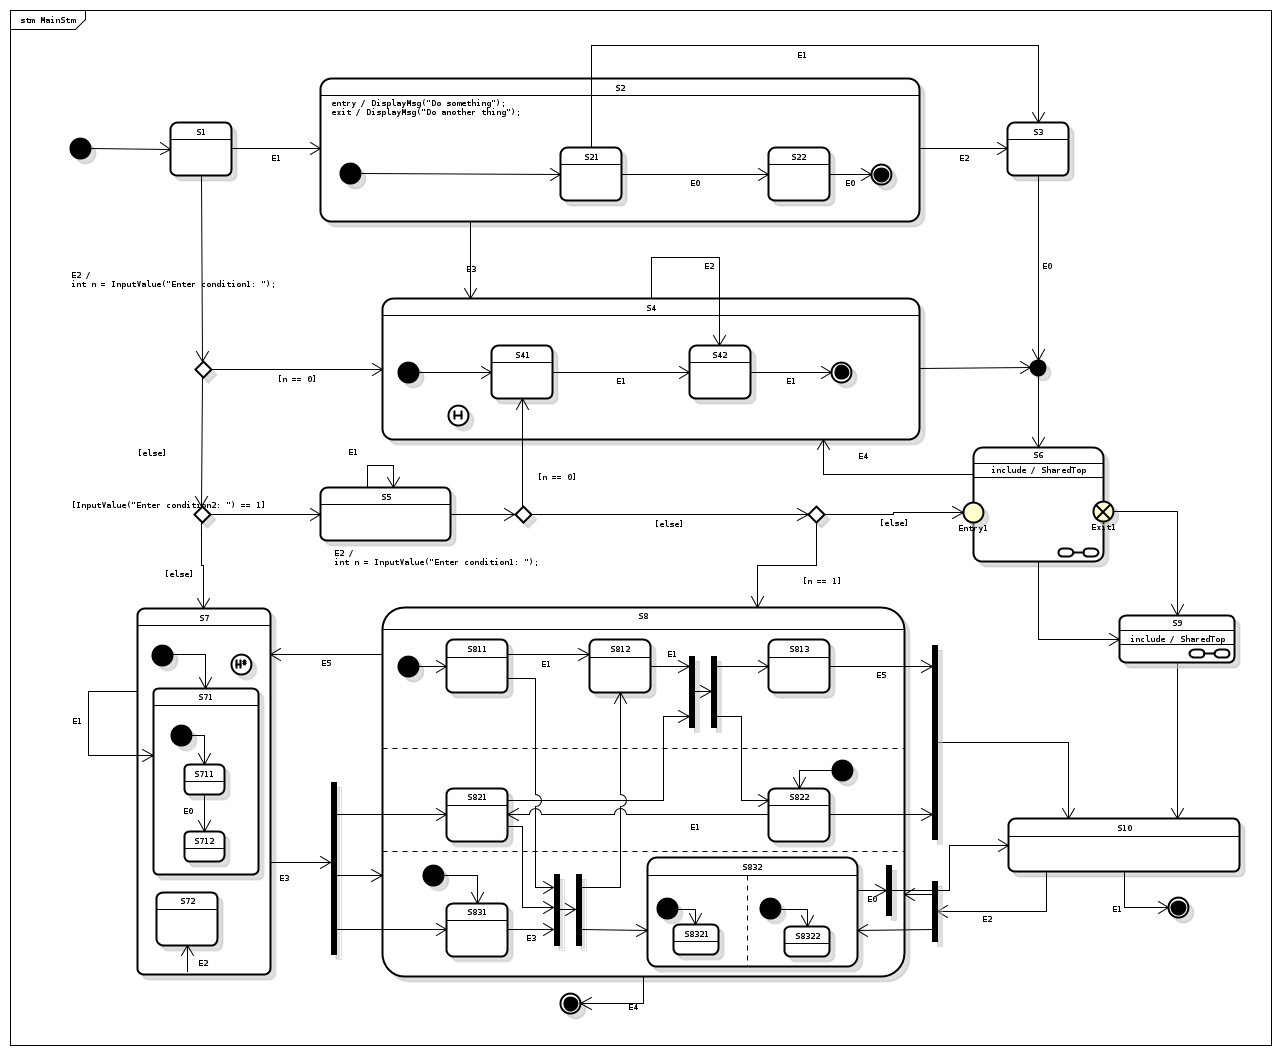 stm MainStm
E1
S2
entry / DisplayMsg("Do something");
exit / DisplayMsg("Do another thing");
S1
S3
E1
S21
S22
E2
E0
E0
E3
E2
E0
E2 /
int n = InputValue("Enter condition1: ");
S4
S41
S42
[n == 0]
E1
E1
H
[else]
E1
E4
S6
include / SharedTop
[n == 0]
S5
[InputValue("Enter condition2: ") == 1]
[else]
[else]
Entry1
Exit1
E2 /
int n = InputValue("Enter condition1: ");
[else]
[n == 1]
S7
S8
S9
include / SharedTop
H*
E5
S811
E1
S812
E1
S813
E5
S71
E1
S711
E0
S712
S821
S822
E1
S10
S72
E3
S831
S832
E0
E2
E1
S8321
S8322
E3
E2
E4